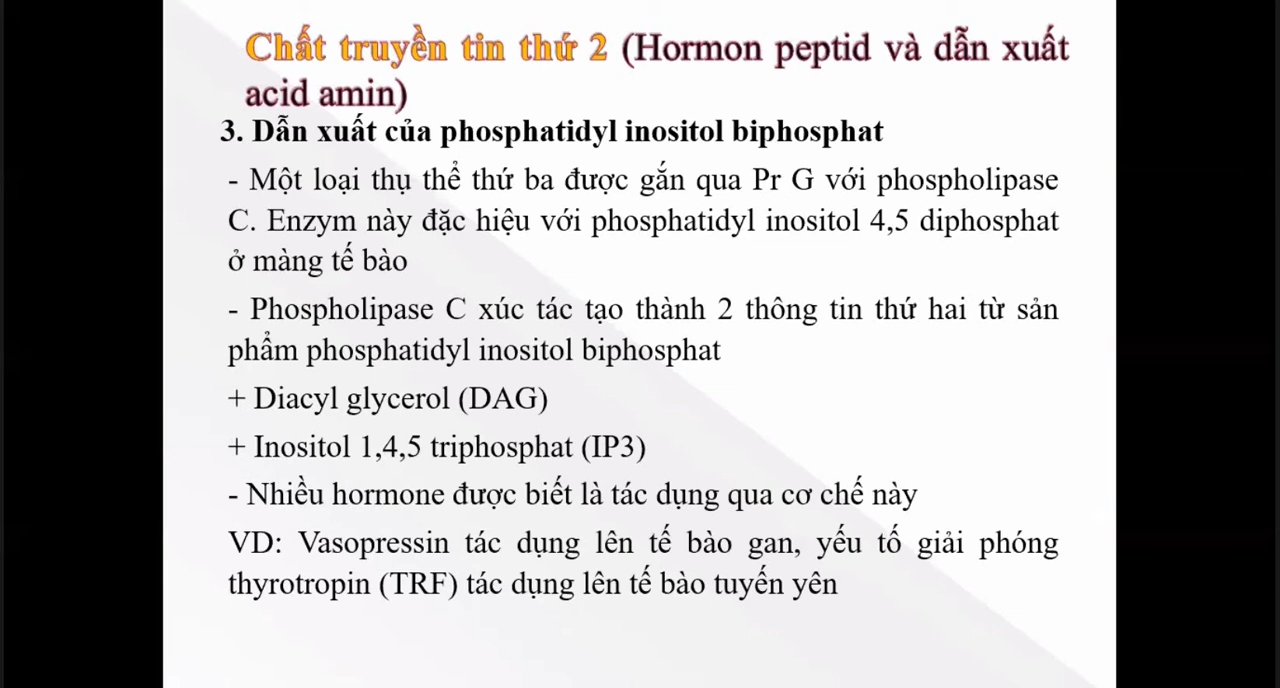 Chất truyền tin thứ 2 (Hormon peptid và dẫn xuất
acid amin)
3. Dẫn xuất của phosphatidyl inositol biphosphat
- Một loại thụ thể thứ ba được gắn qua Pr G với phospholipase
C. Enzym này đặc hiệu với phosphatidyl inositol 4,5 diphosphat
ở màng tế bào
- Phospholipase C xúc tác tạo thành 2 thông tin thứ hai từ sản
phẩm phosphatidyl inositol biphosphat
+ Diacyl glycerol (DAG)
+ Inositol 1,4,5 triphosphat (IP3)
- Nhiều hormone được biết là tác dụng qua cơ chế này
VD: Vasopressin tác dụng lên tế bào gan, yếu tố giải phóng
thyrotropin (TRF) tác dụng lên tế bào tuyến yên